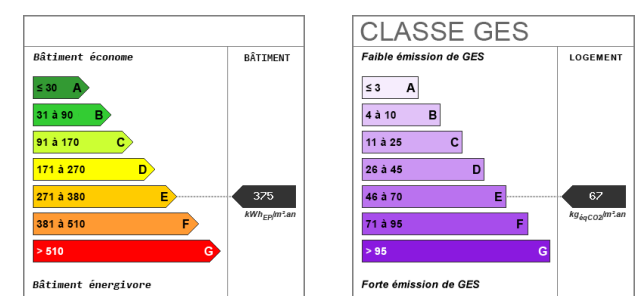 Bâtiment économe
BÂTIMENT
≤ 30 A
31 à 90 B
91 à 170 C
171 à 270 D
271 à 380 E
375
kWhEP/m².an
381 à 510 F
> 510 G
Bâtiment énergivore
CLASSE GES
Faible émission de GES
LOGEMENT
≤ 3 A
4 à 10 B
11 à 25 C
26 à 45 D
46 à 70 E
67
kgéqCO2/m².an
71 à 95 F
> 95 G
Forte émission de GES